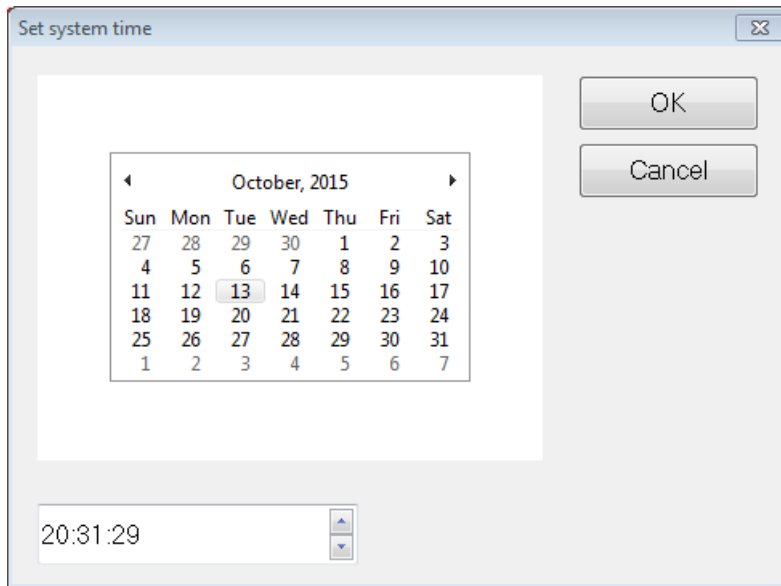 Set system time
OK
Cancel
October, 2015
Sun Mon Tue Wed Thu Fri Sat
27 28 29 30 1 2 3
4 5 6 7 8 9 10
11 12 13 14 15 16 17
18 19 20 21 22 23 24
25 26 27 28 29 30 31
1 2 3 4 5 6 7
20:31:29